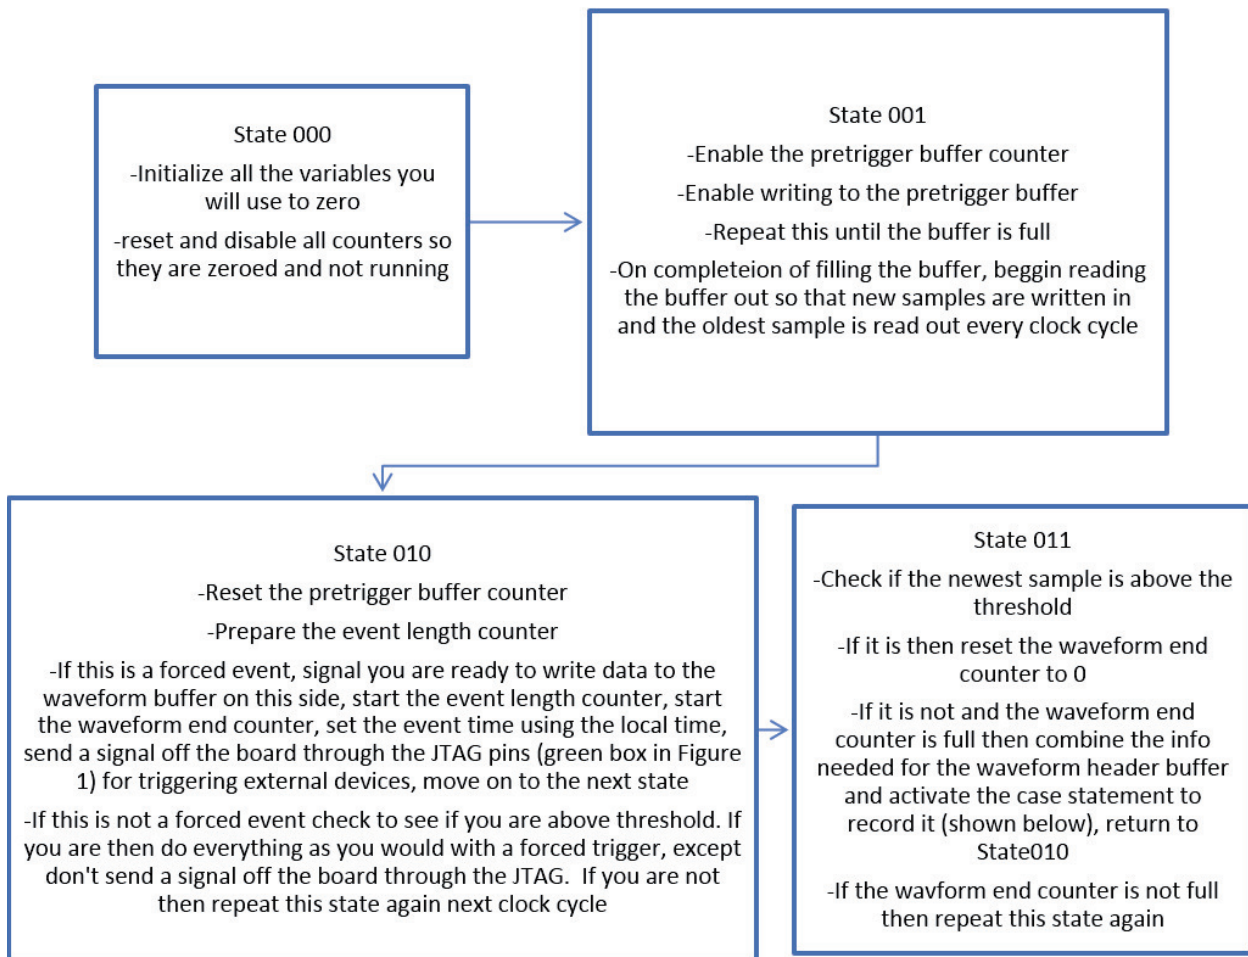 State 000
-Initialize all the variables you
will use to zero
-reset and disable all counters so
they are zeroed and not running
State 001
-Enable the pretrigger buffer counter
-Enable writing to the pretrigger buffer
-Repeat this until the buffer is full
-On completeion of filling the buffer, beggin reading
the buffer out so that new samples are written in
and the oldest sample is read out every clock cycle
State 010
-Reset the pretrigger buffer counter
-Prepare the event length counter
-If this is a forced event, signal you are ready to write data to the
waveform buffer on this side, start the event length counter, start
the waveform end counter, set the event time using the local time,
send a signal off the board through the JTAG pins (green box in Figure
1) for triggering external devices, move on to the next state
-If this is not a forced event check to see if you are above threshold. If
you are then do everything as you would with a forced trigger, except
don't send a signal off the board through the JTAG.  If you are not
then repeat this state again next clock cycle
State 011
-Check if the newest sample is above the
threshold
-If it is then reset the waveform end
counter to 0
-If it is not and the waveform end
counter is full then combine the info
needed for the waveform header buffer
and activate the case statement to
record it (shown below), return to
State010
-If the wavform end counter is not full
then repeat this state again